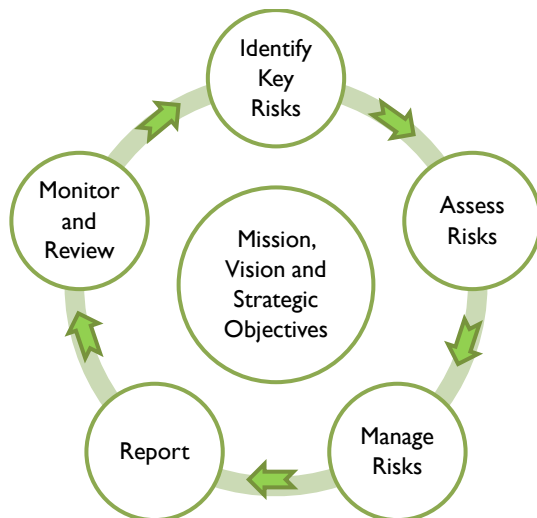 Identify
Key
Risks
Assess
Risks
Manage
Risks
Report
Monitor
and
Review
Mission,
Vision and
Strategic
Objectives